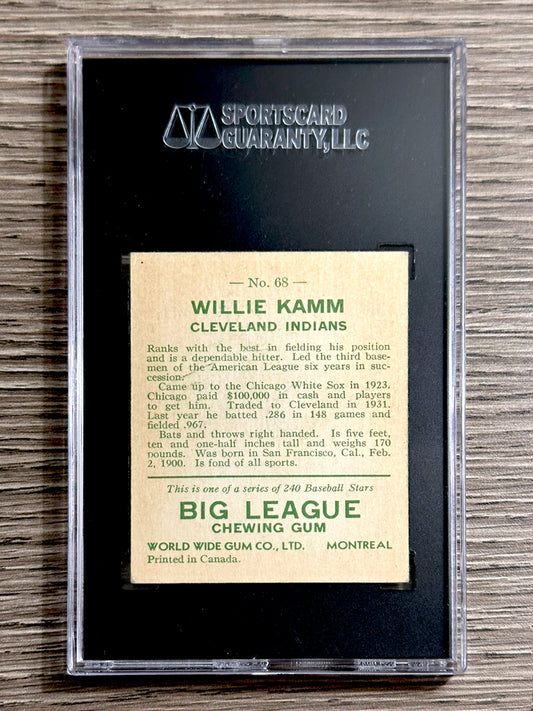 SPORTSCARD
GUARANTY, LLC
— No. 68 —
WILLIE KAMM
CLEVELAND INDIANS
Ranks with the best in fielding his position
and is a dependable hitter. Led the third base-
men of the American League six years in suc-
cession.
Came up to the Chicago White Sox in 1923.
Chicago paid $100,000 in cash and players
to get him. Traded to Cleveland in 1931.
Last year he batted .286 in 148 games and
fielded .967.
Bats and throws right handed. Is five feet,
ten and one-half inches tall and weighs 170
pounds. Was born in San Francisco, Cal., Feb.
2, 1900. Is fond of all sports.
This is one of a series of 240 Baseball Stars
BIG LEAGUE
CHEWING GUM
WORLD WIDE GUM CO., LTD. MONTREAL
Printed in Canada.